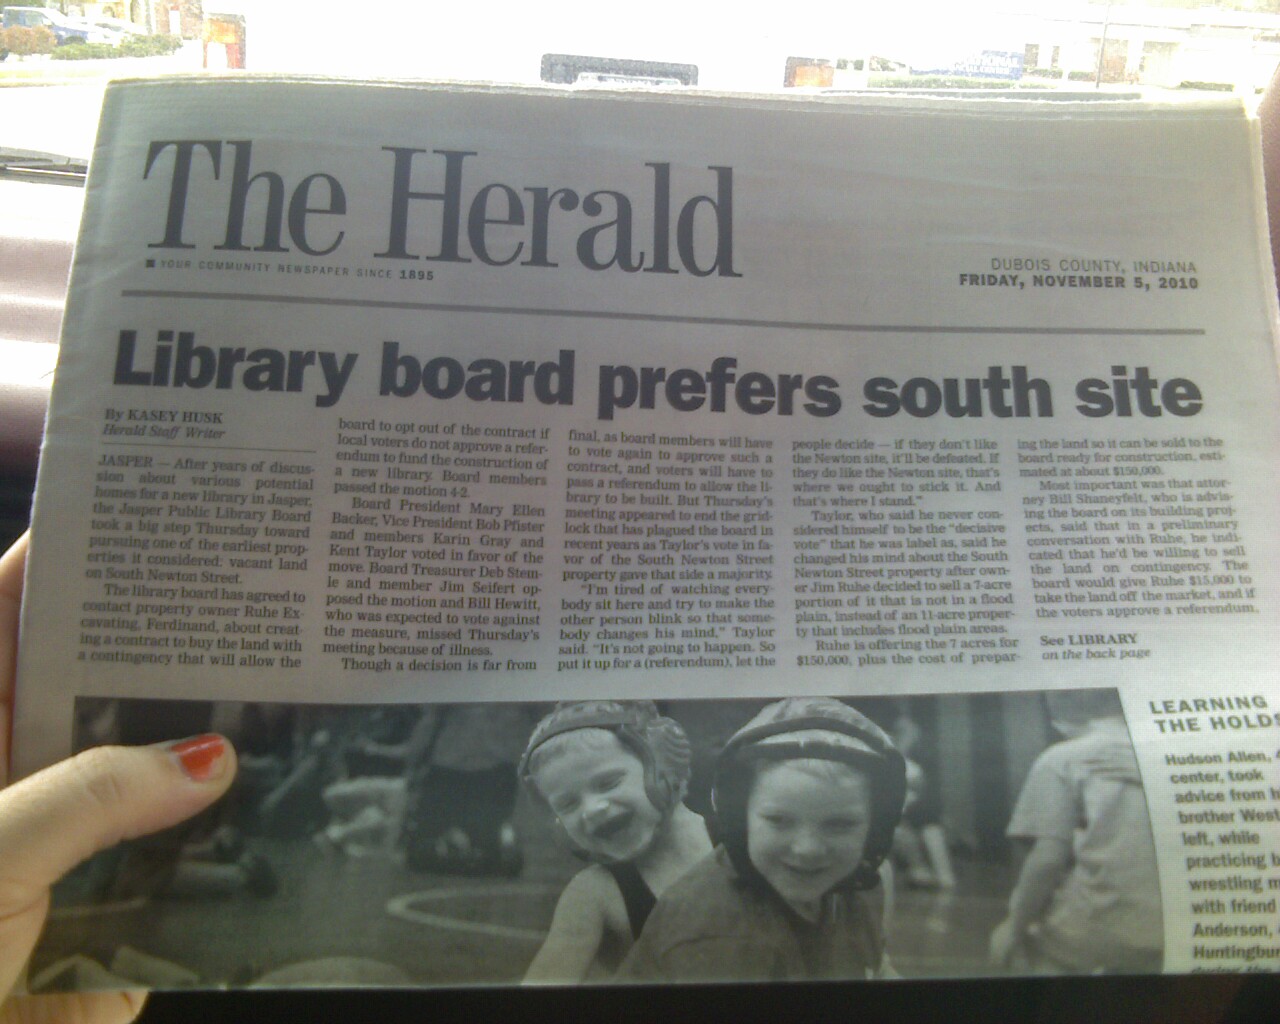 The Herald
YOUR COMMUNITY NEWSPAPER SINCE 1895
DUBOIS COUNTY, INDIANA
FRIDAY, NOVEMBER 5, 2010
Library board prefers south site
By KASEY HUSK
Herald Staff Writer
JASPER — After years of discus-
sion about various potential
homes for a new library in Jasper,
the Jasper Public Library Board
took a big step Thursday toward
pursuing one of the earliest prop-
erties it considered: vacant land
on South Newton Street.
The library board has agreed to
contact property owner Ruhe Ex-
cavating, Ferdinand, about creat-
ing a contract to buy the land with
a contingency that will allow the
board to opt out of the contract if
local voters do not approve a refer-
endum to fund the construction of
a new library. Board members
passed the motion 4-2.
Board President Mary Ellen
Backer, Vice President Bob Pfister
and members Karin Gray and
Kent Taylor voted in favor of the
move. Board Treasurer Deb Stem-
le and member Jim Seifert op-
posed the motion and Bill Hewitt,
who was expected to vote against
the measure, missed Thursday's
meeting because of illness.
Though a decision is far from
final, as board members will have
to vote again to approve such a
contract, and voters will have to
pass a referendum to allow the li-
brary to be built. But Thursday's
meeting appeared to end the grid-
lock that has plagued the board in
recent years as Taylor's vote in fa-
vor of the South Newton Street
property gave that side a majority.
"I'm tired of watching every-
body sit here and try to make the
other person blink so that some-
body changes his mind," Taylor
said. "It's not going to happen. So
put it up for a (referendum), let the
people decide — if they don't like
the Newton site, it'll be defeated. If
they do like the Newton site, that's
where we ought to stick it. And
that's where I stand."
Taylor, who said he never con-
sidered himself to be the "decisive
vote" that he was label as, said he
changed his mind about the South
Newton Street property after own-
er Jim Ruhe decided to sell a 7-acre
portion of it that is not in a flood
plain, instead of an 11-acre proper-
ty that includes flood plain areas.
Ruhe is offering the 7 acres for
$150,000, plus the cost of prepar-
ing the land so it can be sold to the
board ready for construction, esti-
mated at about $150,000.
Most important was that attor-
ney Bill Shaneyfelt, who is advis-
ing the board on its building proj-
ects, said that in a preliminary
conversation with Ruhe, he indi-
cated that he'd be willing to sell
the land on contingency. The
board would give Ruhe $15,000 to
take the land off the market, and if
the voters approve a referendum.
See LIBRARY
on the back page
LEARNING
THE HOLDS
Hudson Allen,
center, took
advice from
brother West
left, while
practicing
wrestling
with friend
Anderson,
during the